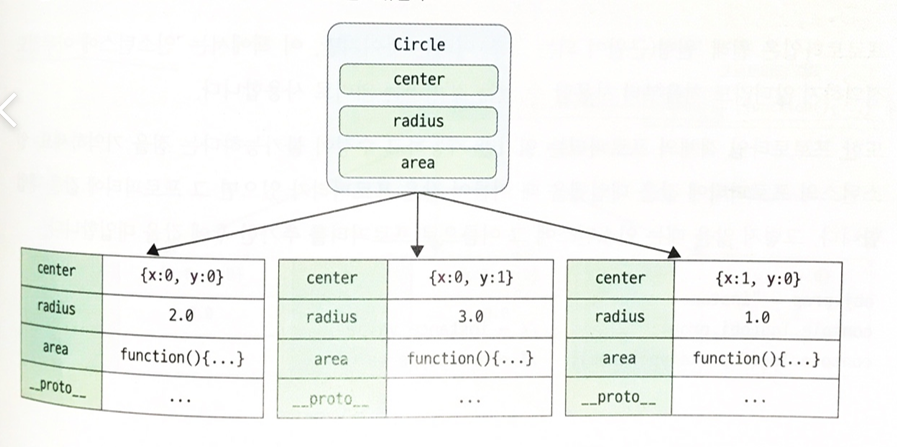 Circle
center
radius
area
center {x:0, y:0}
radius 2.0
area function(){...}
__proto__ ...
center {x:0, y:1}
radius 3.0
area function(){...}
__proto__ ...
center {x:1, y:0}
radius 1.0
area function(){...}
__proto__ ...